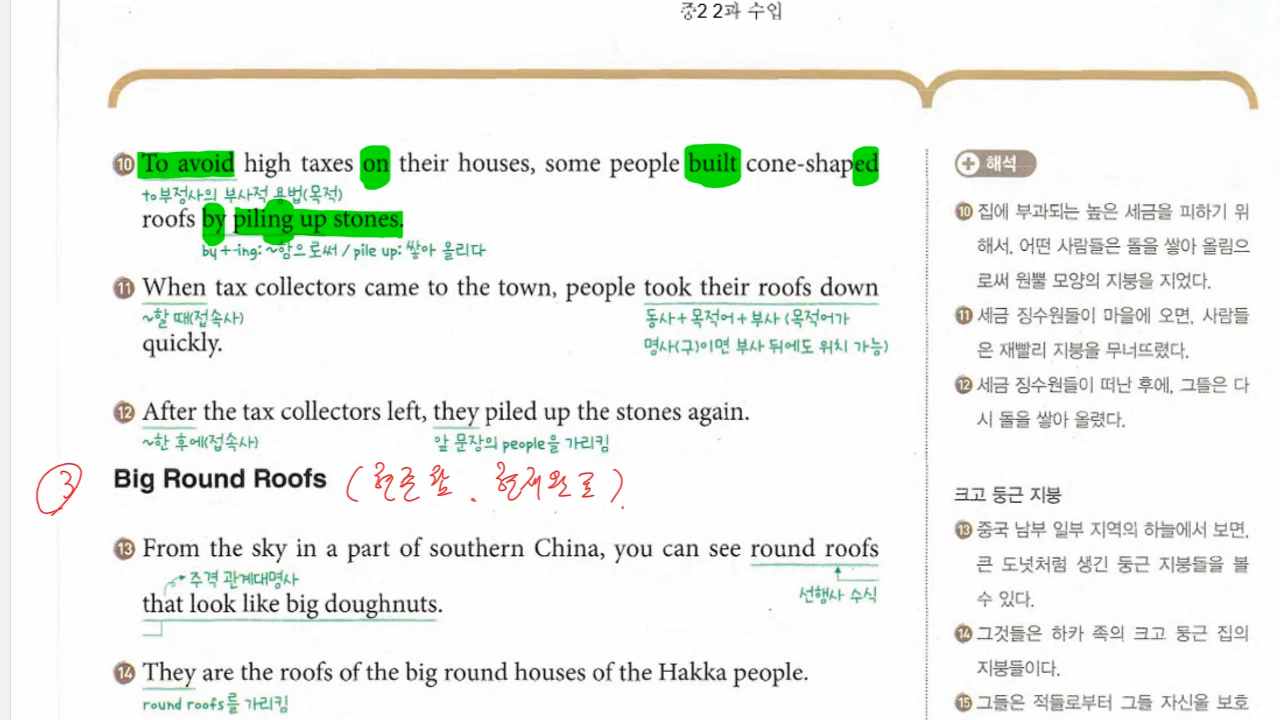 중2 2과 수입
⑩ To avoid high taxes on their houses, some people built cone-shaped
to부정사의 부사적 용법(목적)
roofs by piling up stones.
by+-ing: ~함으로써 / pile up: 쌓아 올리다
⑪ When tax collectors came to the town, people took their roofs down
~할 때(접속사)
동사+목적어+부사 (목적어가
quickly.
명사(구)이면 부사 뒤에도 위치 가능)
⑫ After the tax collectors left, they piled up the stones again.
~한 후에(접속사)
앞 문장의 people을 가리킴
③ Big Round Roofs
⑬ From the sky in a part of southern China, you can see round roofs
주격 관계대명사
선행사 수식
that look like big doughnuts.
⑭ They are the roofs of the big round houses of the Hakka people.
round roofs를 가리킴
해석
⑩ 집에 부과되는 높은 세금을 피하기 위
해서, 어떤 사람들은 돌을 쌓아 올림으
로써 원뿔 모양의 지붕을 지었다.
⑪ 세금 징수원들이 마을에 오면, 사람들
은 재빨리 지붕을 무너뜨렸다.
⑫ 세금 징수원들이 떠난 후에, 그들은 다
시 돌을 쌓아 올렸다.
크고 둥근 지붕
⑬ 중국 남부 일부 지역의 하늘에서 보면,
큰 도넛처럼 생긴 둥근 지붕들을 볼
수 있다.
⑭ 그것들은 하카 족의 크고 둥근 집의
지붕들이다.
⑮ 그들은 적들로부터 그들 자신을 보호